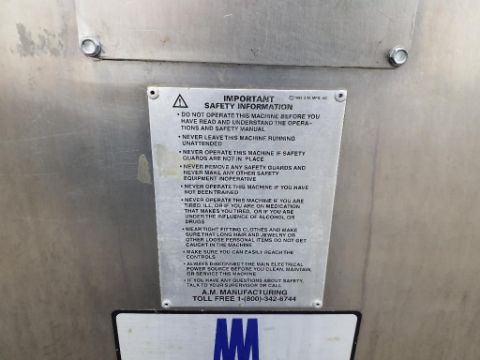 IMPORTANT
SAFETY INFORMATION
• DO NOT OPERATE THIS MACHINE BEFORE YOU
HAVE READ AND UNDERSTAND THE OPERA-
TIONS AND SAFETY MANUAL
• NEVER LEAVE THIS MACHINE RUNNING
UNATTENDED
• NEVER OPERATE THIS MACHINE IF SAFETY
GUARDS ARE NOT IN PLACE
• NEVER REMOVE ANY SAFETY GUARDS AND
NEVER MAKE ANY OTHER SAFETY
EQUIPMENT INOPERATIVE
• NEVER OPERATE THIS MACHINE IF YOU HAVE
NOT BEEN TRAINED
• NEVER OPERATE THIS MACHINE IF YOU ARE
TIRED, ILL, OR IF YOU ARE ON MEDICATION
THAT MAKES YOU TIRED, OR IF YOU ARE
UNDER THE INFLUENCE OF ALCOHOL OR
DRUGS
• WEAR TIGHT FITTING CLOTHES AND MAKE
SURE THAT LONG HAIR AND JEWELRY OR
OTHER LOOSE PERSONAL ITEMS DO NOT GET
CAUGHT IN THE MACHINE
• MAKE SURE YOU CAN EASILY REACH THE
CONTROLS
• ALWAYS DISCONNECT THE MAIN ELECTRICAL
POWER SOURCE BEFORE YOU CLEAN, MAINTAIN,
OR SERVICE THIS MACHINE
• IF YOU HAVE ANY QUESTIONS ABOUT SAFETY,
TALK TO YOUR SUPERVISOR OR CALL
A.M. MANUFACTURING
TOLL FREE 1-(800)-342-6744